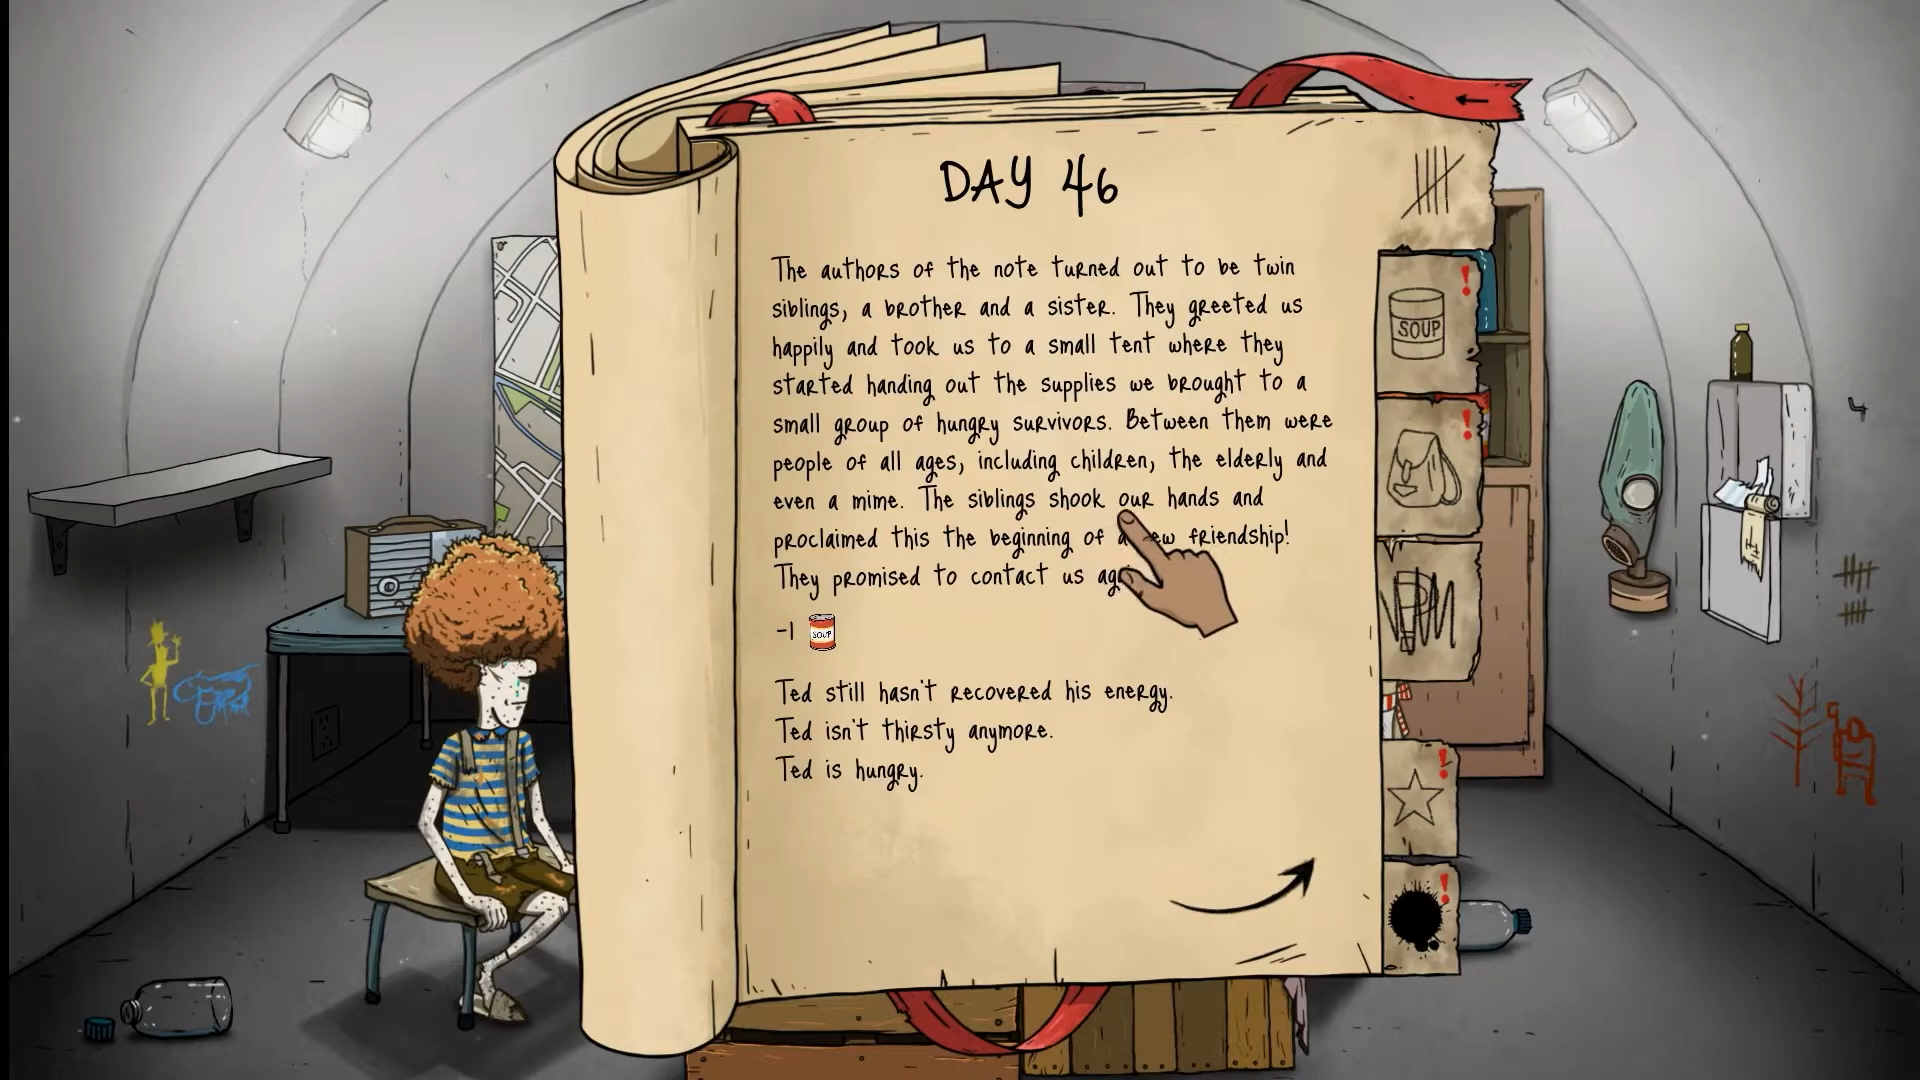 DAY 46
The authors of the note turned out to be twin
siblings, a brother and a sister. They greeted us
happily and took us to a small tent where they
started handing out the supplies we brought to a
small group of hungry survivors. Between them were
people of all ages, including children, the elderly and
even a mime. The siblings shook our hands and
proclaimed this the beginning of a friendship!
They promised to contact us
-1 SOUP
Ted still hasn't recovered his energy.
Ted isn't thirsty anymore.
Ted is hungry.
!
SOUP
!
!
!